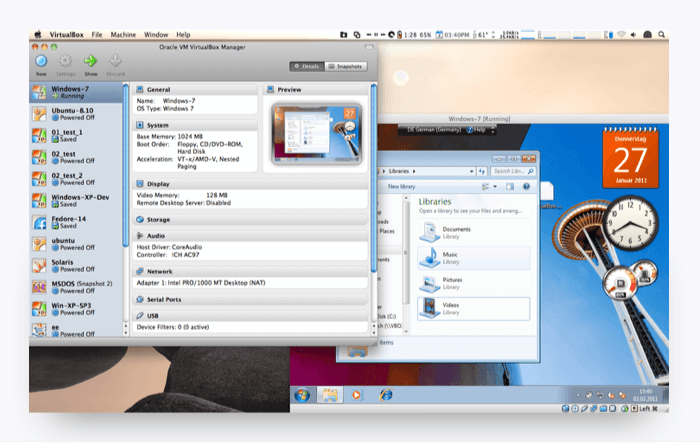 VirtualBox File Machine Window Help
1:28 65% 03:40PM 61°
Oracle VM VirtualBox Manager
New Settings Show Discard
Details Snapshots
Windows-7
Running
Ubuntu-8.10
Powered Off
01_test_1
Saved
02_test
Powered Off
02_test_2
Powered Off
Windows-XP-Dev
Saved
Fedore-14
Saved
ubuntu
Powered Off
Solaris
Powered Off
MSDOS (Snapshot 2)
Powered Off
Win-XP-SP3
Powered Off
ee
Powered Off
General
Name: Windows-7
OS Type: Windows 7
System
Base Memory: 1024 MB
Boot Order: Floppy, CD/DVD-ROM,
Hard Disk
Acceleration: VT-x/AMD-V, Nested
Paging
Display
Video Memory: 128 MB
Remote Desktop Server: Disabled
Storage
Audio
Host Driver: CoreAudio
Controller: ICH AC97
Network
Adapter 1: Intel PRO/1000 MT Desktop (NAT)
Serial Ports
USB
Device Filters: 0 (0 active)
Preview
Windows-7 [Running]
DE German (Germany) Help
Libraries
Search Libr...
New library
Libraries
Open a library to see your files and arrang...
Documents
Library
Music
Library
Pictures
Library
Videos
Library
Places
items
Donnerstag
27
Januar 2011
15:40
02.02.2011
Left ⌘